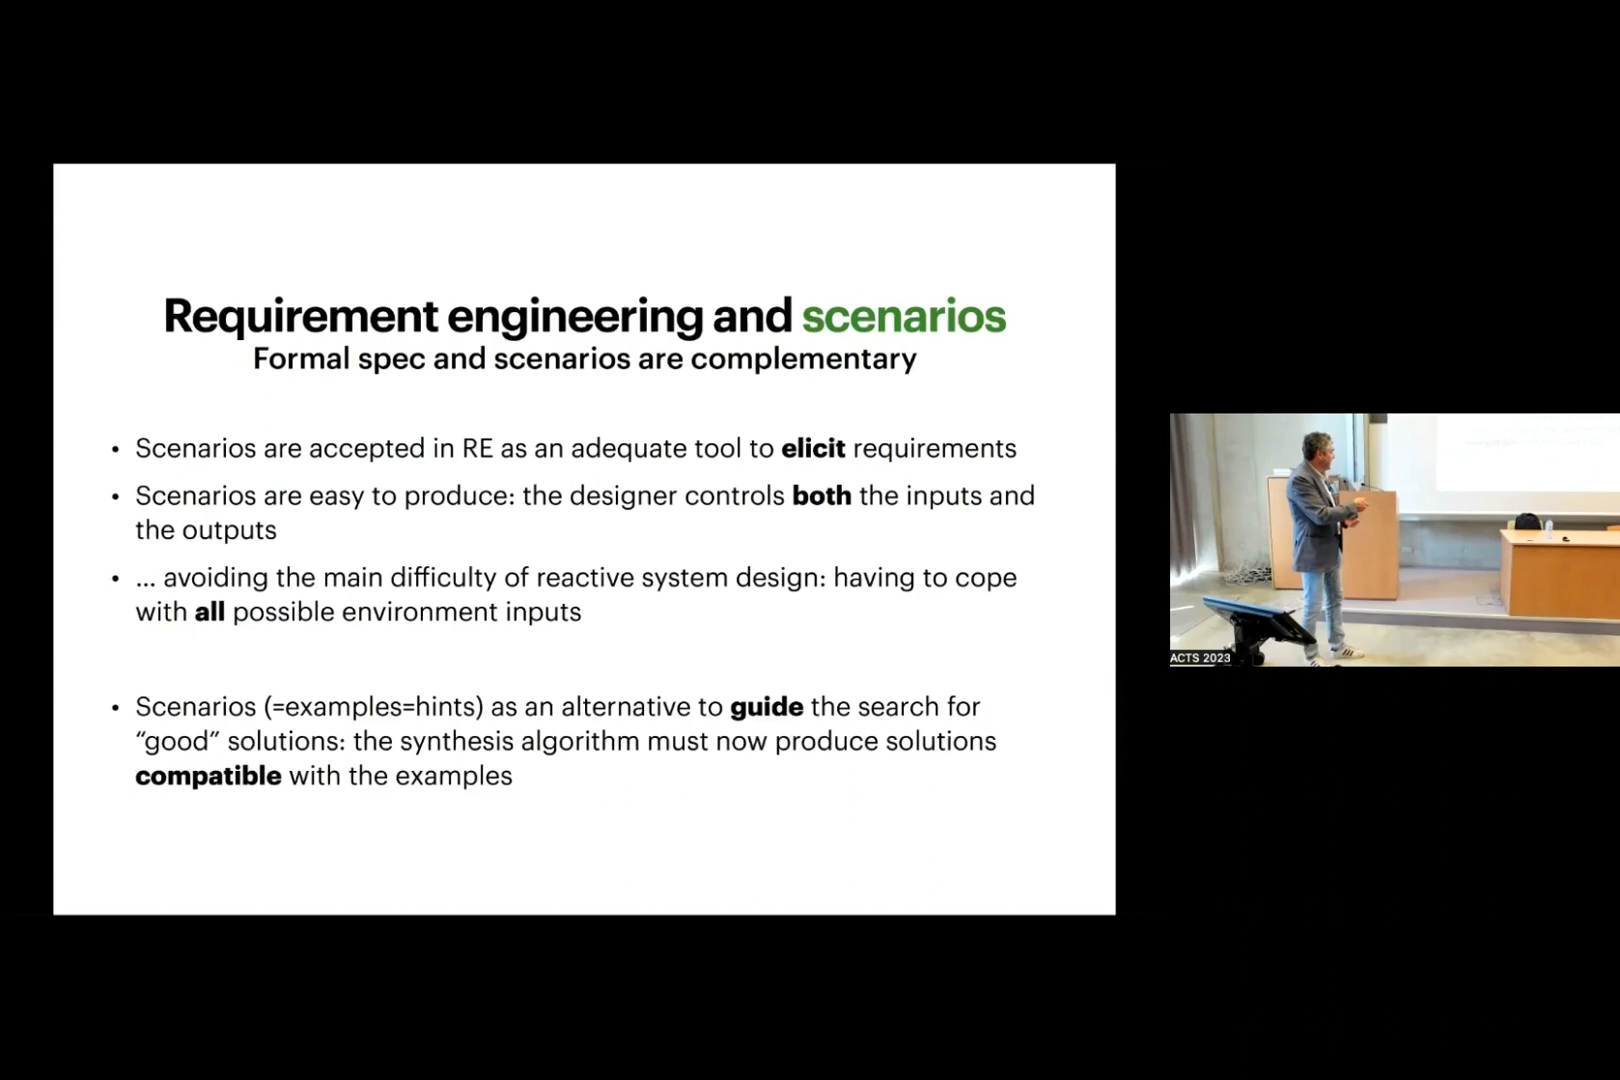 Requirement engineering and scenarios
Formal spec and scenarios are complementary
• Scenarios are accepted in RE as an adequate tool to elicit requirements
• Scenarios are easy to produce: the designer controls both the inputs and
the outputs
• ... avoiding the main difficulty of reactive system design: having to cope
with all possible environment inputs
• Scenarios (=examples=hints) as an alternative to guide the search for
“good” solutions: the synthesis algorithm must now produce solutions
compatible with the examples
ACTS 2023